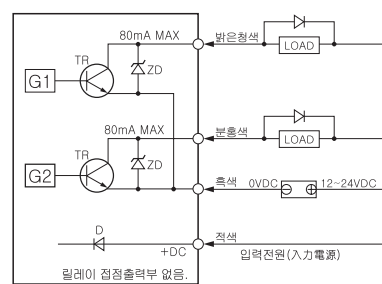 80mA MAX
밝은청색
LOAD
TR
G1
ZD
80mA MAX
분홍색
LOAD
TR
G2
ZD
흑색
0VDC
12~24VDC
D
+DC
적색
입력전원(入力電源)
릴레이 접점출력부 없음.